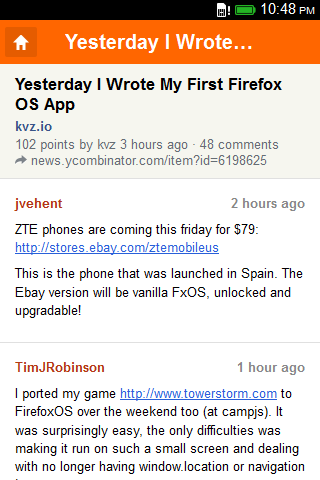 10:48 PM
Yesterday I Wrote…
Yesterday I Wrote My First Firefox
OS App
kvz.io
102 points by kvz 3 hours ago · 48 comments
news.ycombinator.com/item?id=6198625
jvehent 2 hours ago
ZTE phones are coming this friday for $79:
http://stores.ebay.com/ztemobileus
This is the phone that was launched in Spain. The
Ebay version will be vanilla FxOS, unlocked and
upgradable!
TimJRobinson 1 hour ago
I ported my game http://www.towerstorm.com to
FirefoxOS over the weekend too (at campjs). It
was surprisingly easy, the only difficulties was
making it run on such a small screen and dealing
with no longer having window.location or navigation